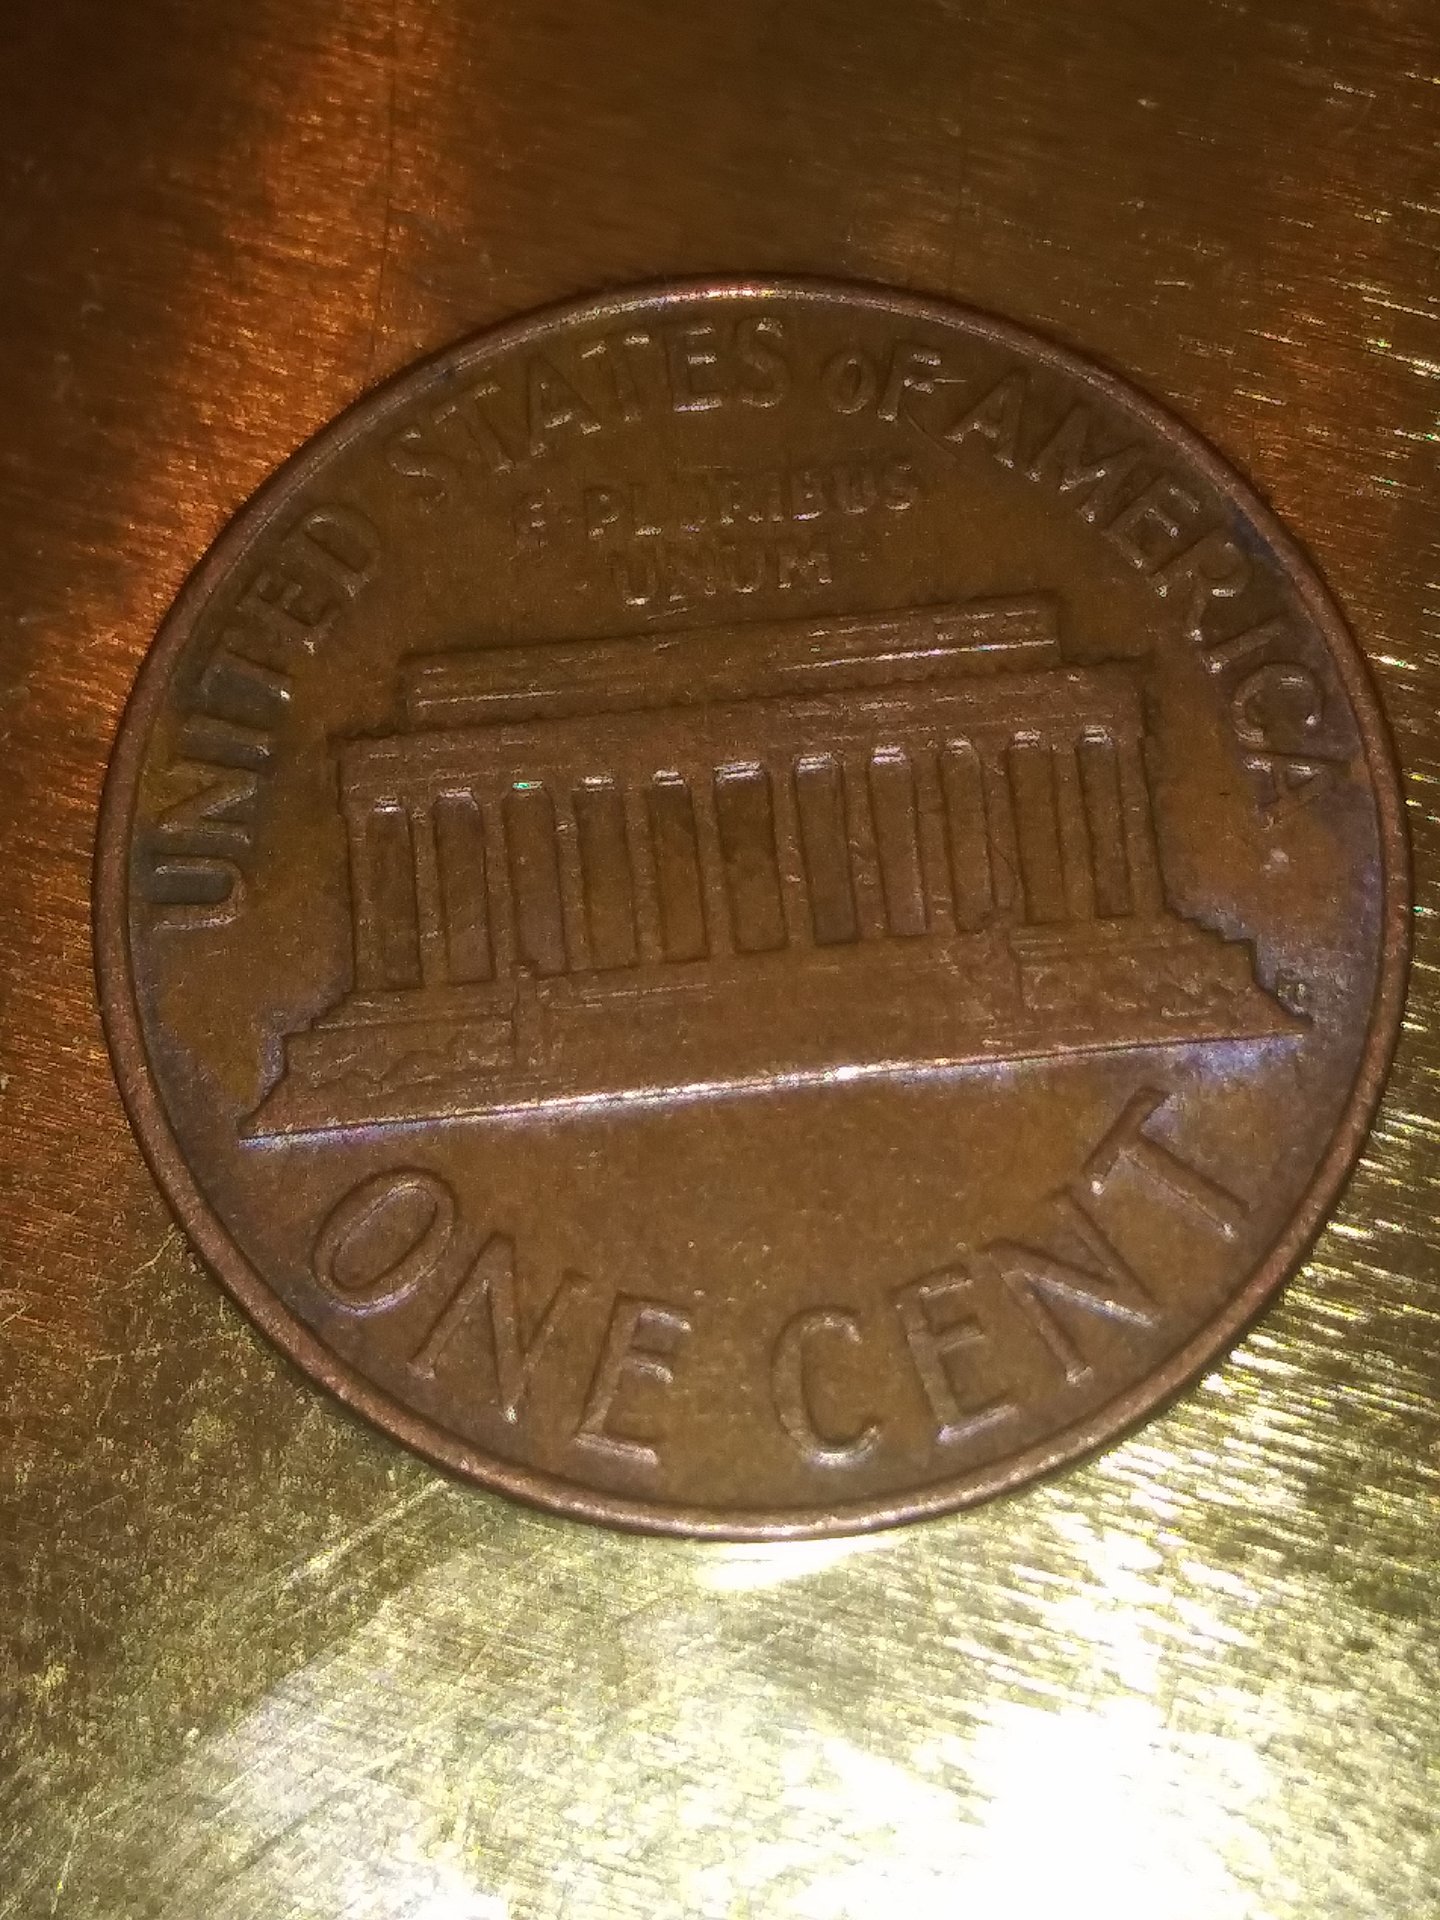 UNITED STATES OF AMERICA
E PLURIBUS
UNUM
ONE CENT